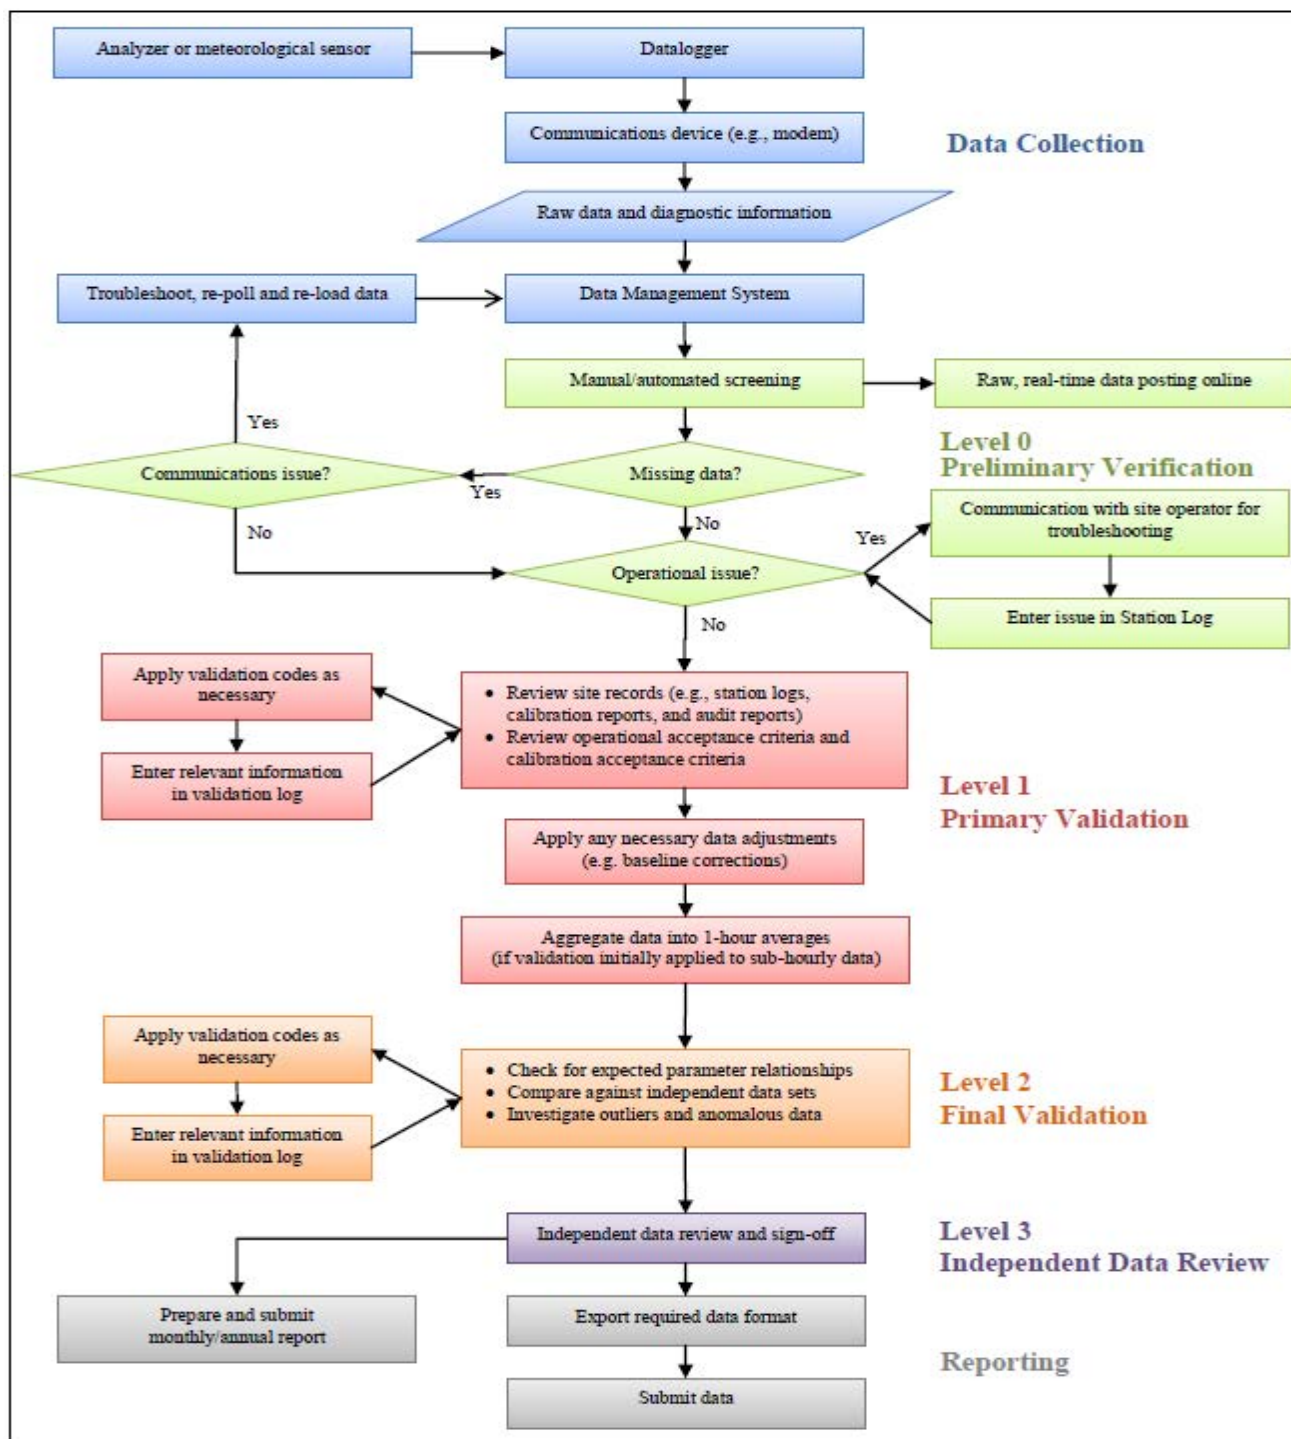 Analyzer or meteorological sensor
Datalogger
Communications device (e.g., modem)
Data Collection
Raw data and diagnostic information
Troubleshoot, re-poll and re-load data
Data Management System
Manual/automated screening
Raw, real-time data posting online
Yes
Level 0
Preliminary Verification
Communications issue?
Missing data?
Yes
Communication with site operator for
troubleshooting
No
No
Yes
Operational issue?
Enter issue in Station Log
No
Apply validation codes as
necessary
• Review site records (e.g., station logs,
calibration reports, and audit reports)
• Review operational acceptance criteria and
calibration acceptance criteria
Enter relevant information
in validation log
Level 1
Primary Validation
Apply any necessary data adjustments
(e.g. baseline corrections)
Aggregate data into 1-hour averages
(if validation initially applied to sub-hourly data)
Apply validation codes as
necessary
• Check for expected parameter relationships
• Compare against independent data sets
• Investigate outliers and anomalous data
Level 2
Final Validation
Enter relevant information
in validation log
Independent data review and sign-off
Level 3
Independent Data Review
Prepare and submit
monthly/annual report
Export required data format
Reporting
Submit data